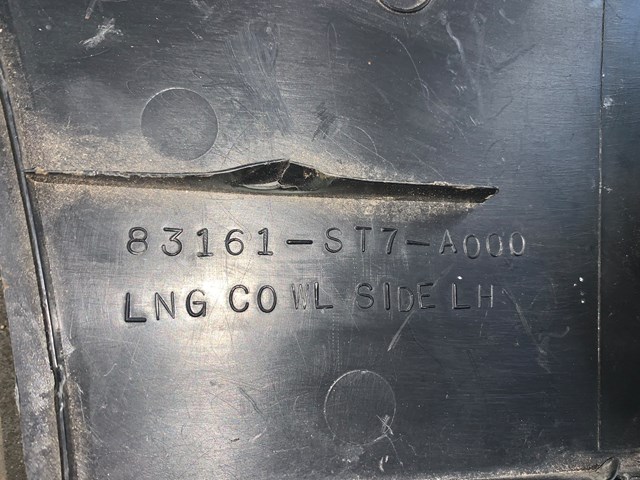 83161-ST7-A000
LNG COWL SIDE LH